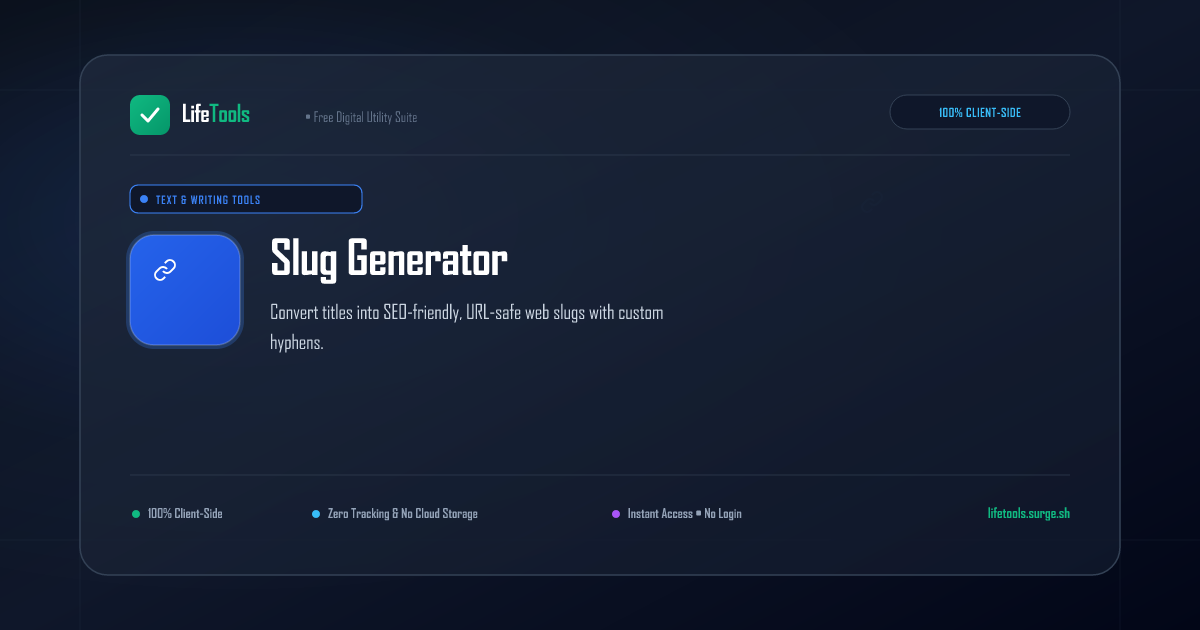 LifeTools
▪ Free Digital Utility Suite
100% CLIENT-SIDE
TEXT & WRITING TOOLS
Slug Generator
Convert titles into SEO-friendly, URL-safe web slugs with custom
hyphens.
100% Client-Side
Zero Tracking & No Cloud Storage
Instant Access ▪ No Login
lifetools.surge.sh